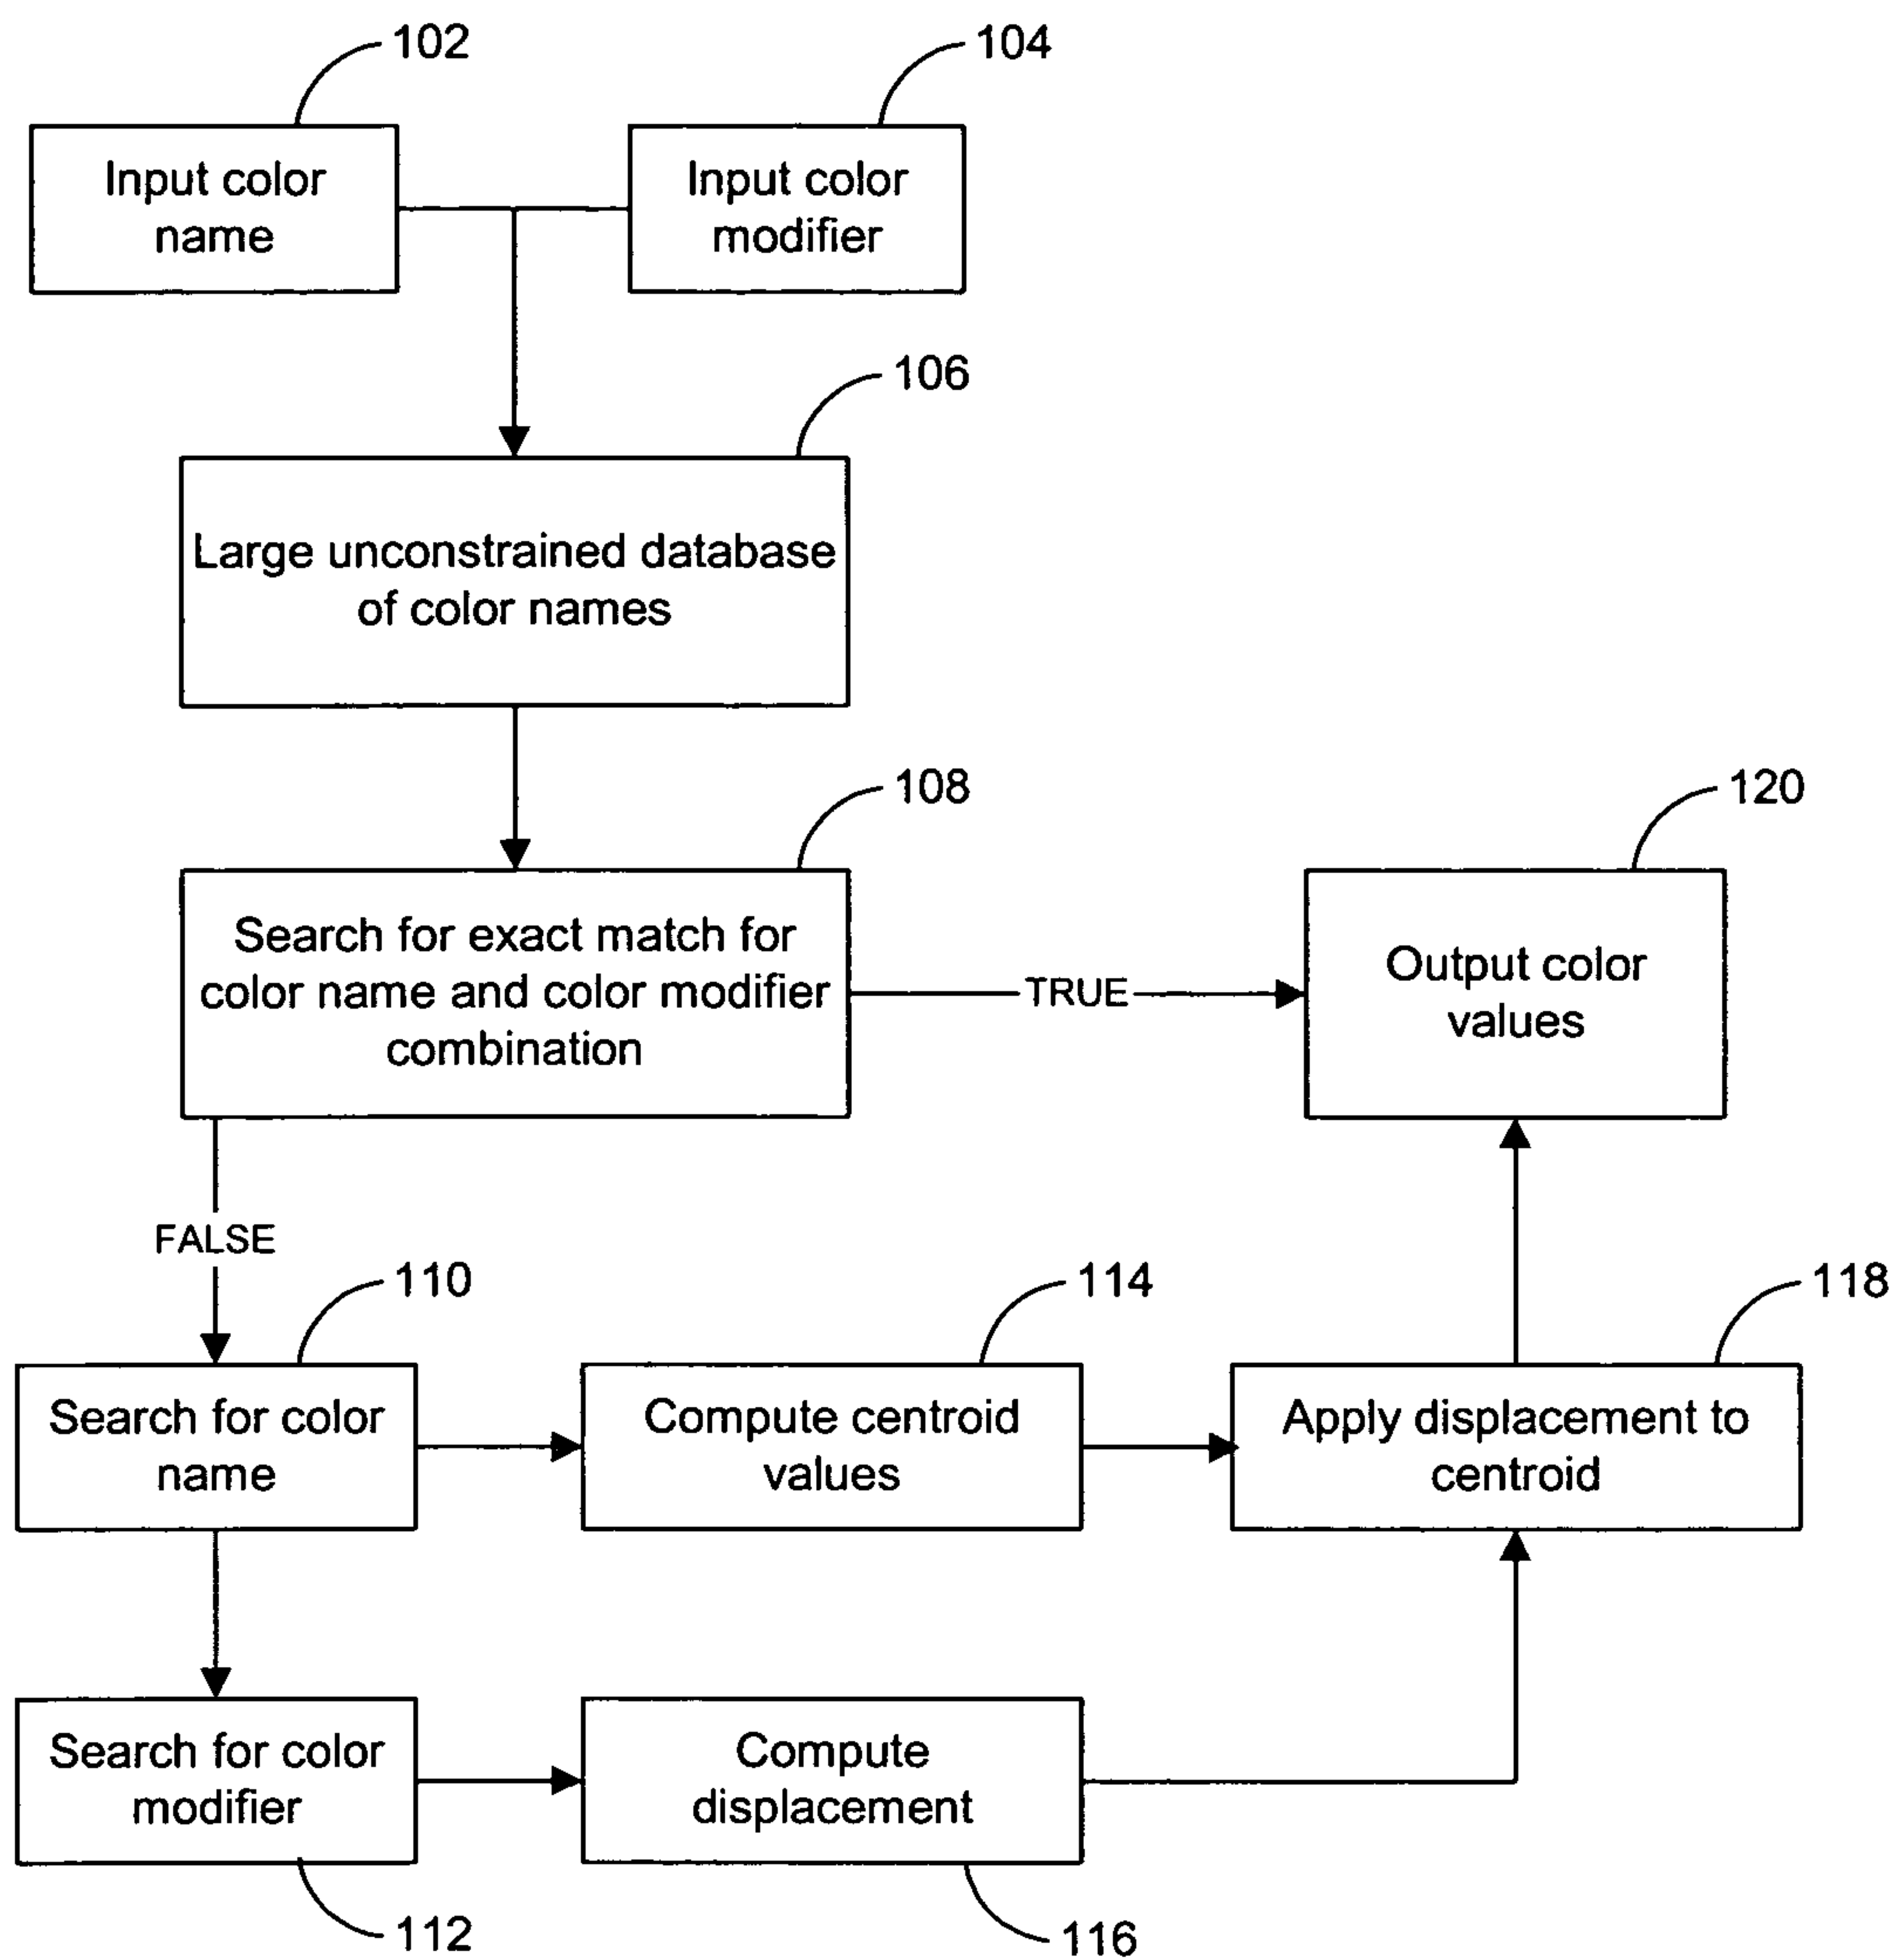 102
104
Input color
name
Input color
modifier
106
Large unconstrained database
of color names
108
120
Search for exact match for
color name and color modifier
combination
TRUE
Output color
values
FALSE
110
114
118
Search for color
name
Compute centroid
values
Apply displacement to
centroid
Search for color
modifier
Compute
displacement
112
116